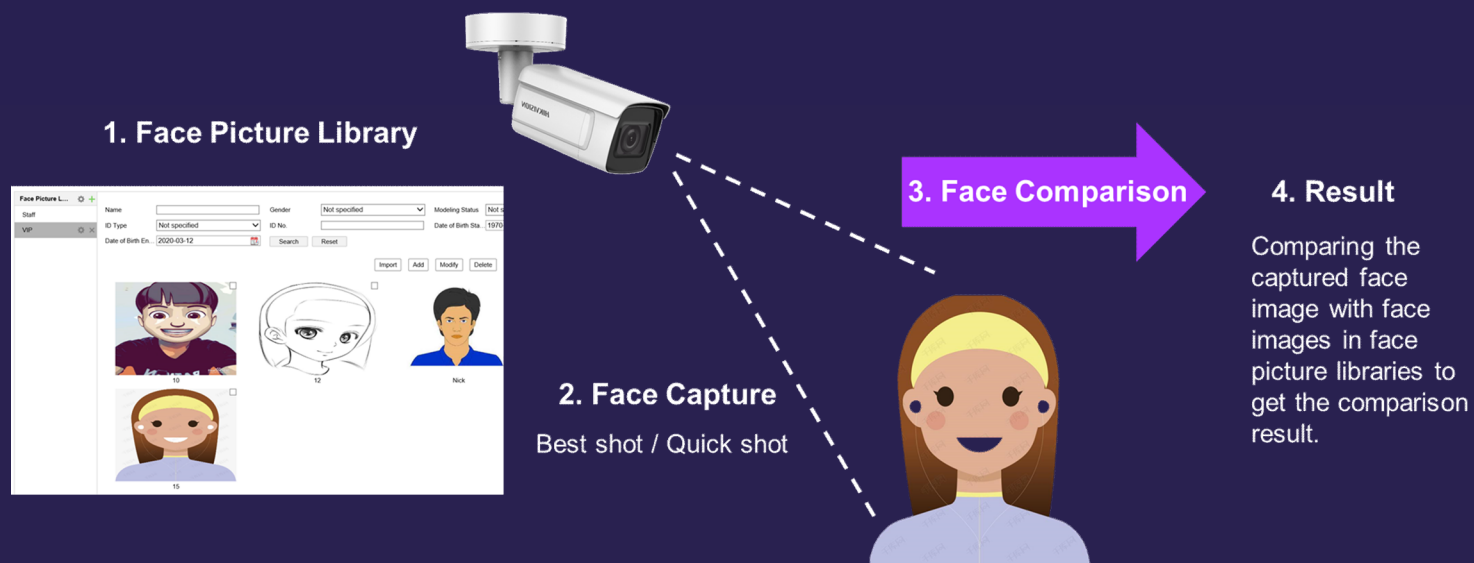 HIKVISION
1. Face Picture Library
Face Picture L...
Staff
VIP
Name
Gender
Not specified
Modeling Status
Not s
ID Type
Not specified
ID No.
Date of Birth Sta...
1970-
Date of Birth En...
2020-03-12
Search
Reset
Import
Add
Modify
Delete
10
12
Nick
15
2. Face Capture
Best shot / Quick shot
3. Face Comparison
4. Result
Comparing the
captured face
image with face
images in face
picture libraries to
get the comparison
result.